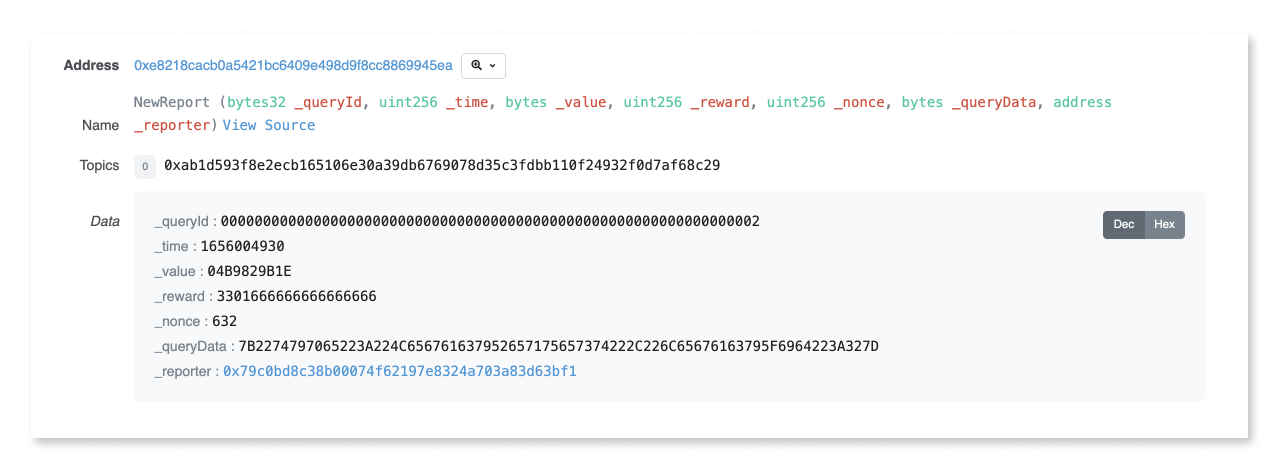 Address 0xe8218cacb0a5421bc6409e498d9f8cc8869945ea
NewReport (bytes32 _queryId, uint256 _time, bytes _value, uint256 _reward, uint256 _nonce, bytes _queryData, address
Name _reporter) View Source
Topics 0 0xab1d593f8e2ecb165106e30a39db6769078d35c3fdbb110f24932f0d7af68c29
Data _queryId : 0000000000000000000000000000000000000000000000000000000000000002 Dec Hex
_time : 1656004930
_value : 04B9829B1E
_reward : 3301666666666666666
_nonce : 632
_queryData : 7B2274797065223A224C656761637952657175657374222C226C65676163795F6964223A327D
_reporter : 0x79c0bd8c38b00074f62197e8324a703a83d63bf1